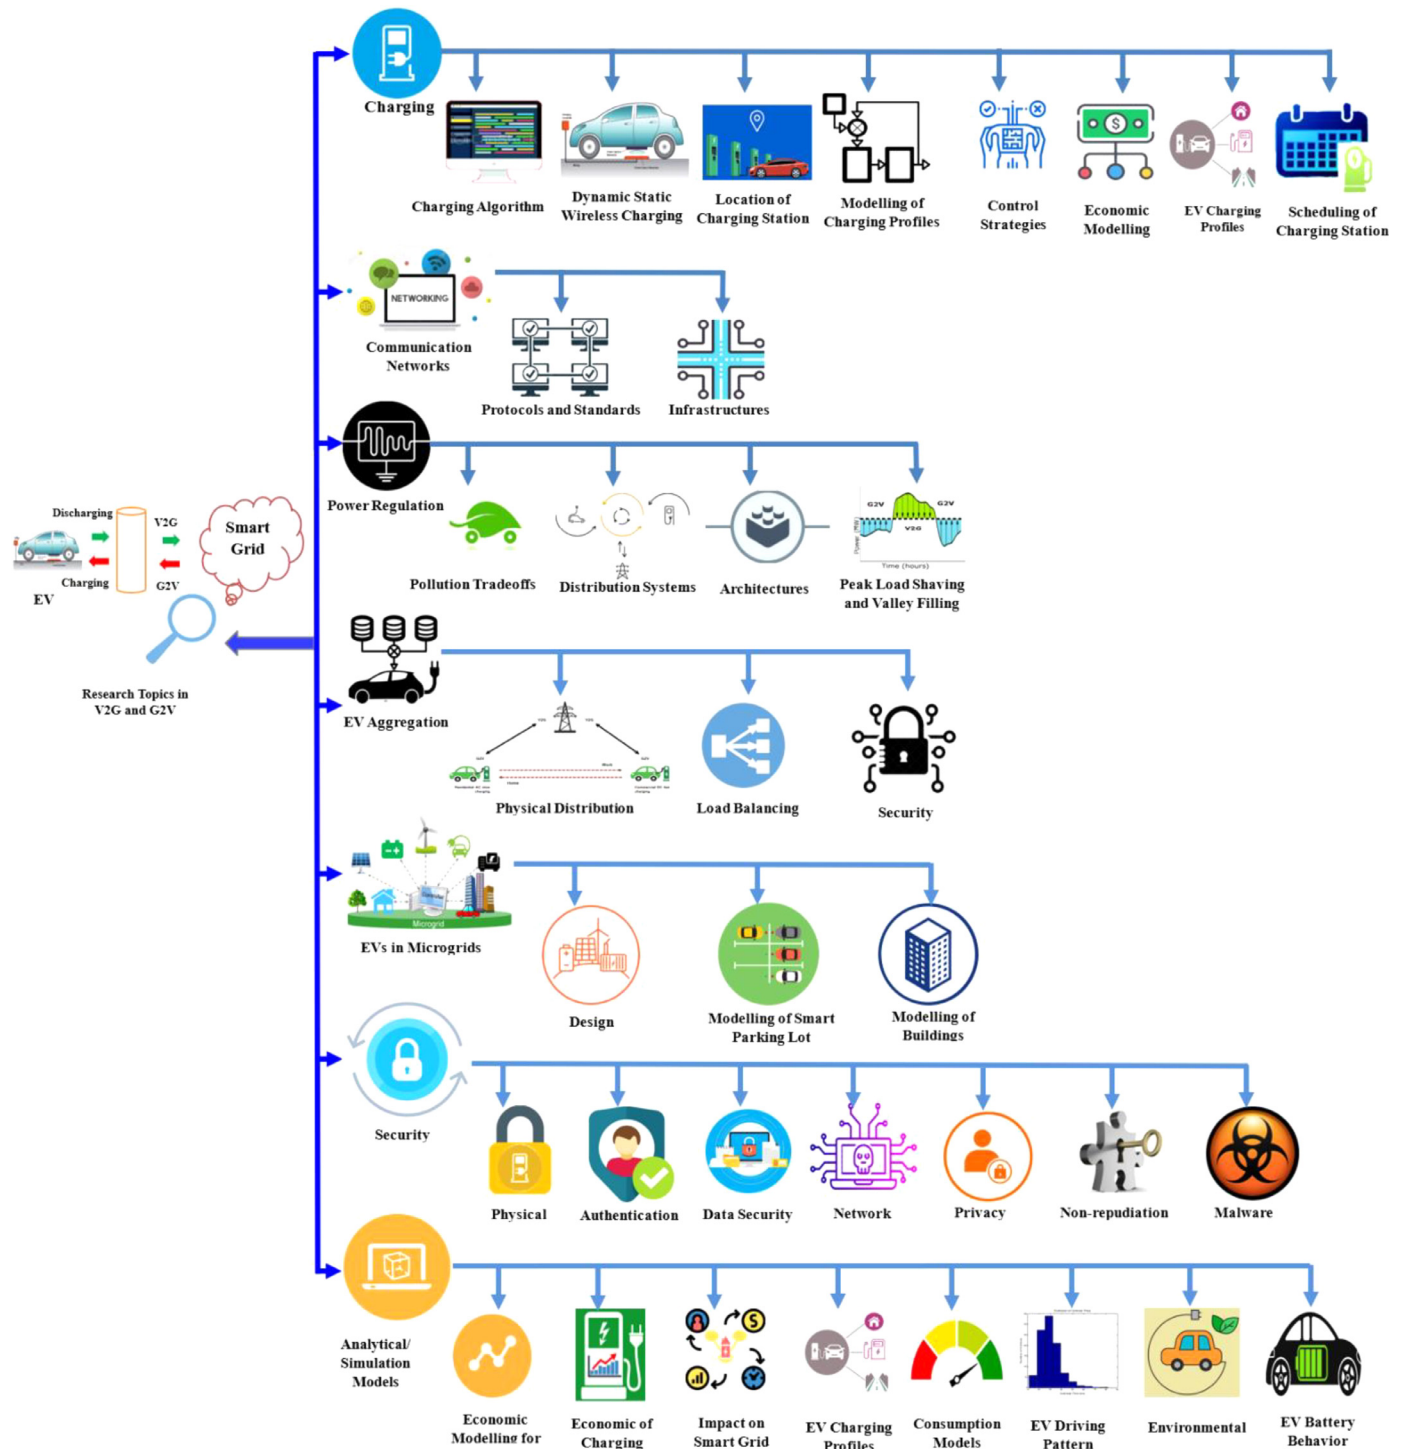 Charging
Charging Algorithm
Dynamic Static
Wireless Charging
Location of
Charging Station
Modelling of
Charging Profiles
Control
Strategies
Economic
Modelling
EV Charging
Profiles
Scheduling of
Charging Station
NETWORKING
Communication
Networks
Protocols and Standards
Infrastructures
Power Regulation
Pollution Tradeoffs
Distribution Systems
Architectures
G2V
G2V
V2G
Time (hours)
Peak Load Shaving
and Valley Filling
Discharging
V2G
Smart
Grid
Charging
G2V
EV
Research Topics in
V2G and G2V
EV Aggregation
Physical Distribution
Load Balancing
Security
Microgrid
EVs in Microgrids
Design
Modelling of Smart
Parking Lot
Modelling of
Buildings
Security
Physical
Authentication
Data Security
Network
Privacy
Non-repudiation
Malware
Analytical/
Simulation
Models
Economic
Modelling for
Economic of
Charging
Impact on
Smart Grid
EV Charging
Profiles
Consumption
Models
EV Driving
Pattern
Environmental
EV Battery
Behavior